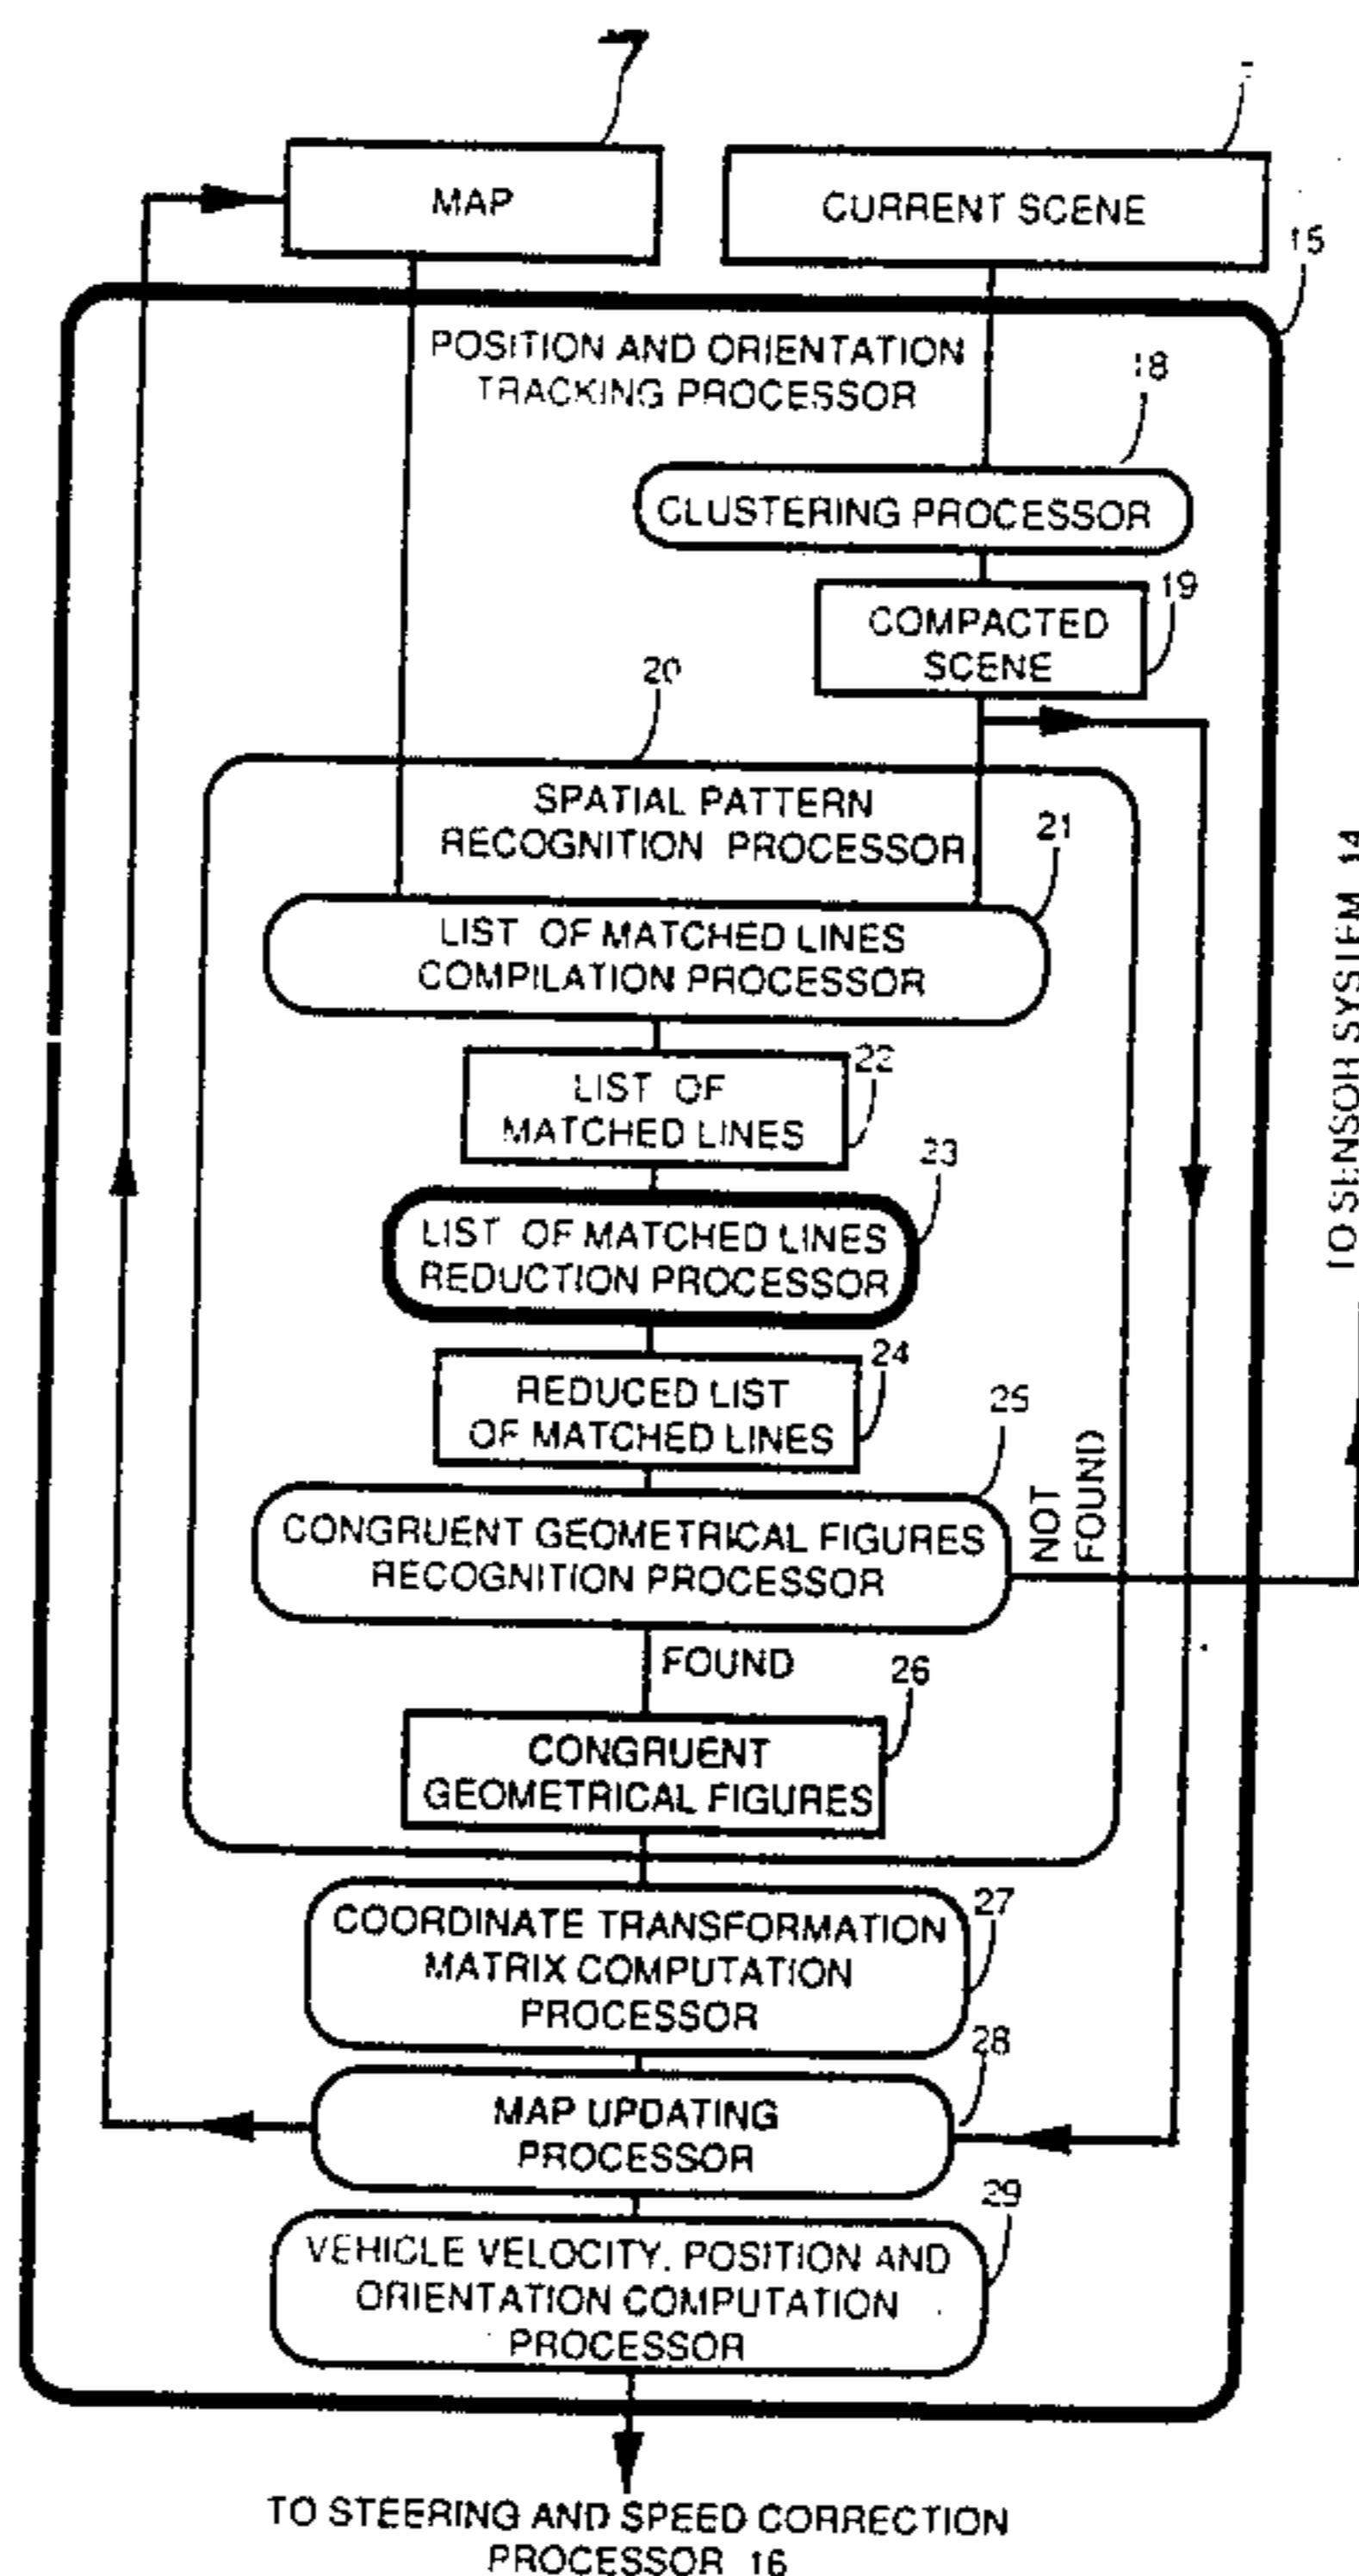 7
MAP
CURRENT SCENE
15
POSITION AND ORIENTATION
TRACKING PROCESSOR
18
CLUSTERING PROCESSOR
19
COMPACTED
SCENE
20
SPATIAL PATTERN
RECOGNITION PROCESSOR
21
LIST OF MATCHED LINES
COMPILATION PROCESSOR
22
LIST OF
MATCHED LINES
23
LIST OF MATCHED LINES
REDUCTION PROCESSOR
24
REDUCED LIST
OF MATCHED LINES
25
CONGRUENT GEOMETRICAL FIGURES
RECOGNITION PROCESSOR
NOT
FOUND
TO SENSOR SYSTEM 14
FOUND
26
CONGRUENT
GEOMETRICAL FIGURES
27
COORDINATE TRANSFORMATION
MATRIX COMPUTATION
PROCESSOR
28
MAP UPDATING
PROCESSOR
29
VEHICLE VELOCITY, POSITION AND
ORIENTATION COMPUTATION
PROCESSOR
TO STEERING AND SPEED CORRECTION
PROCESSOR 16